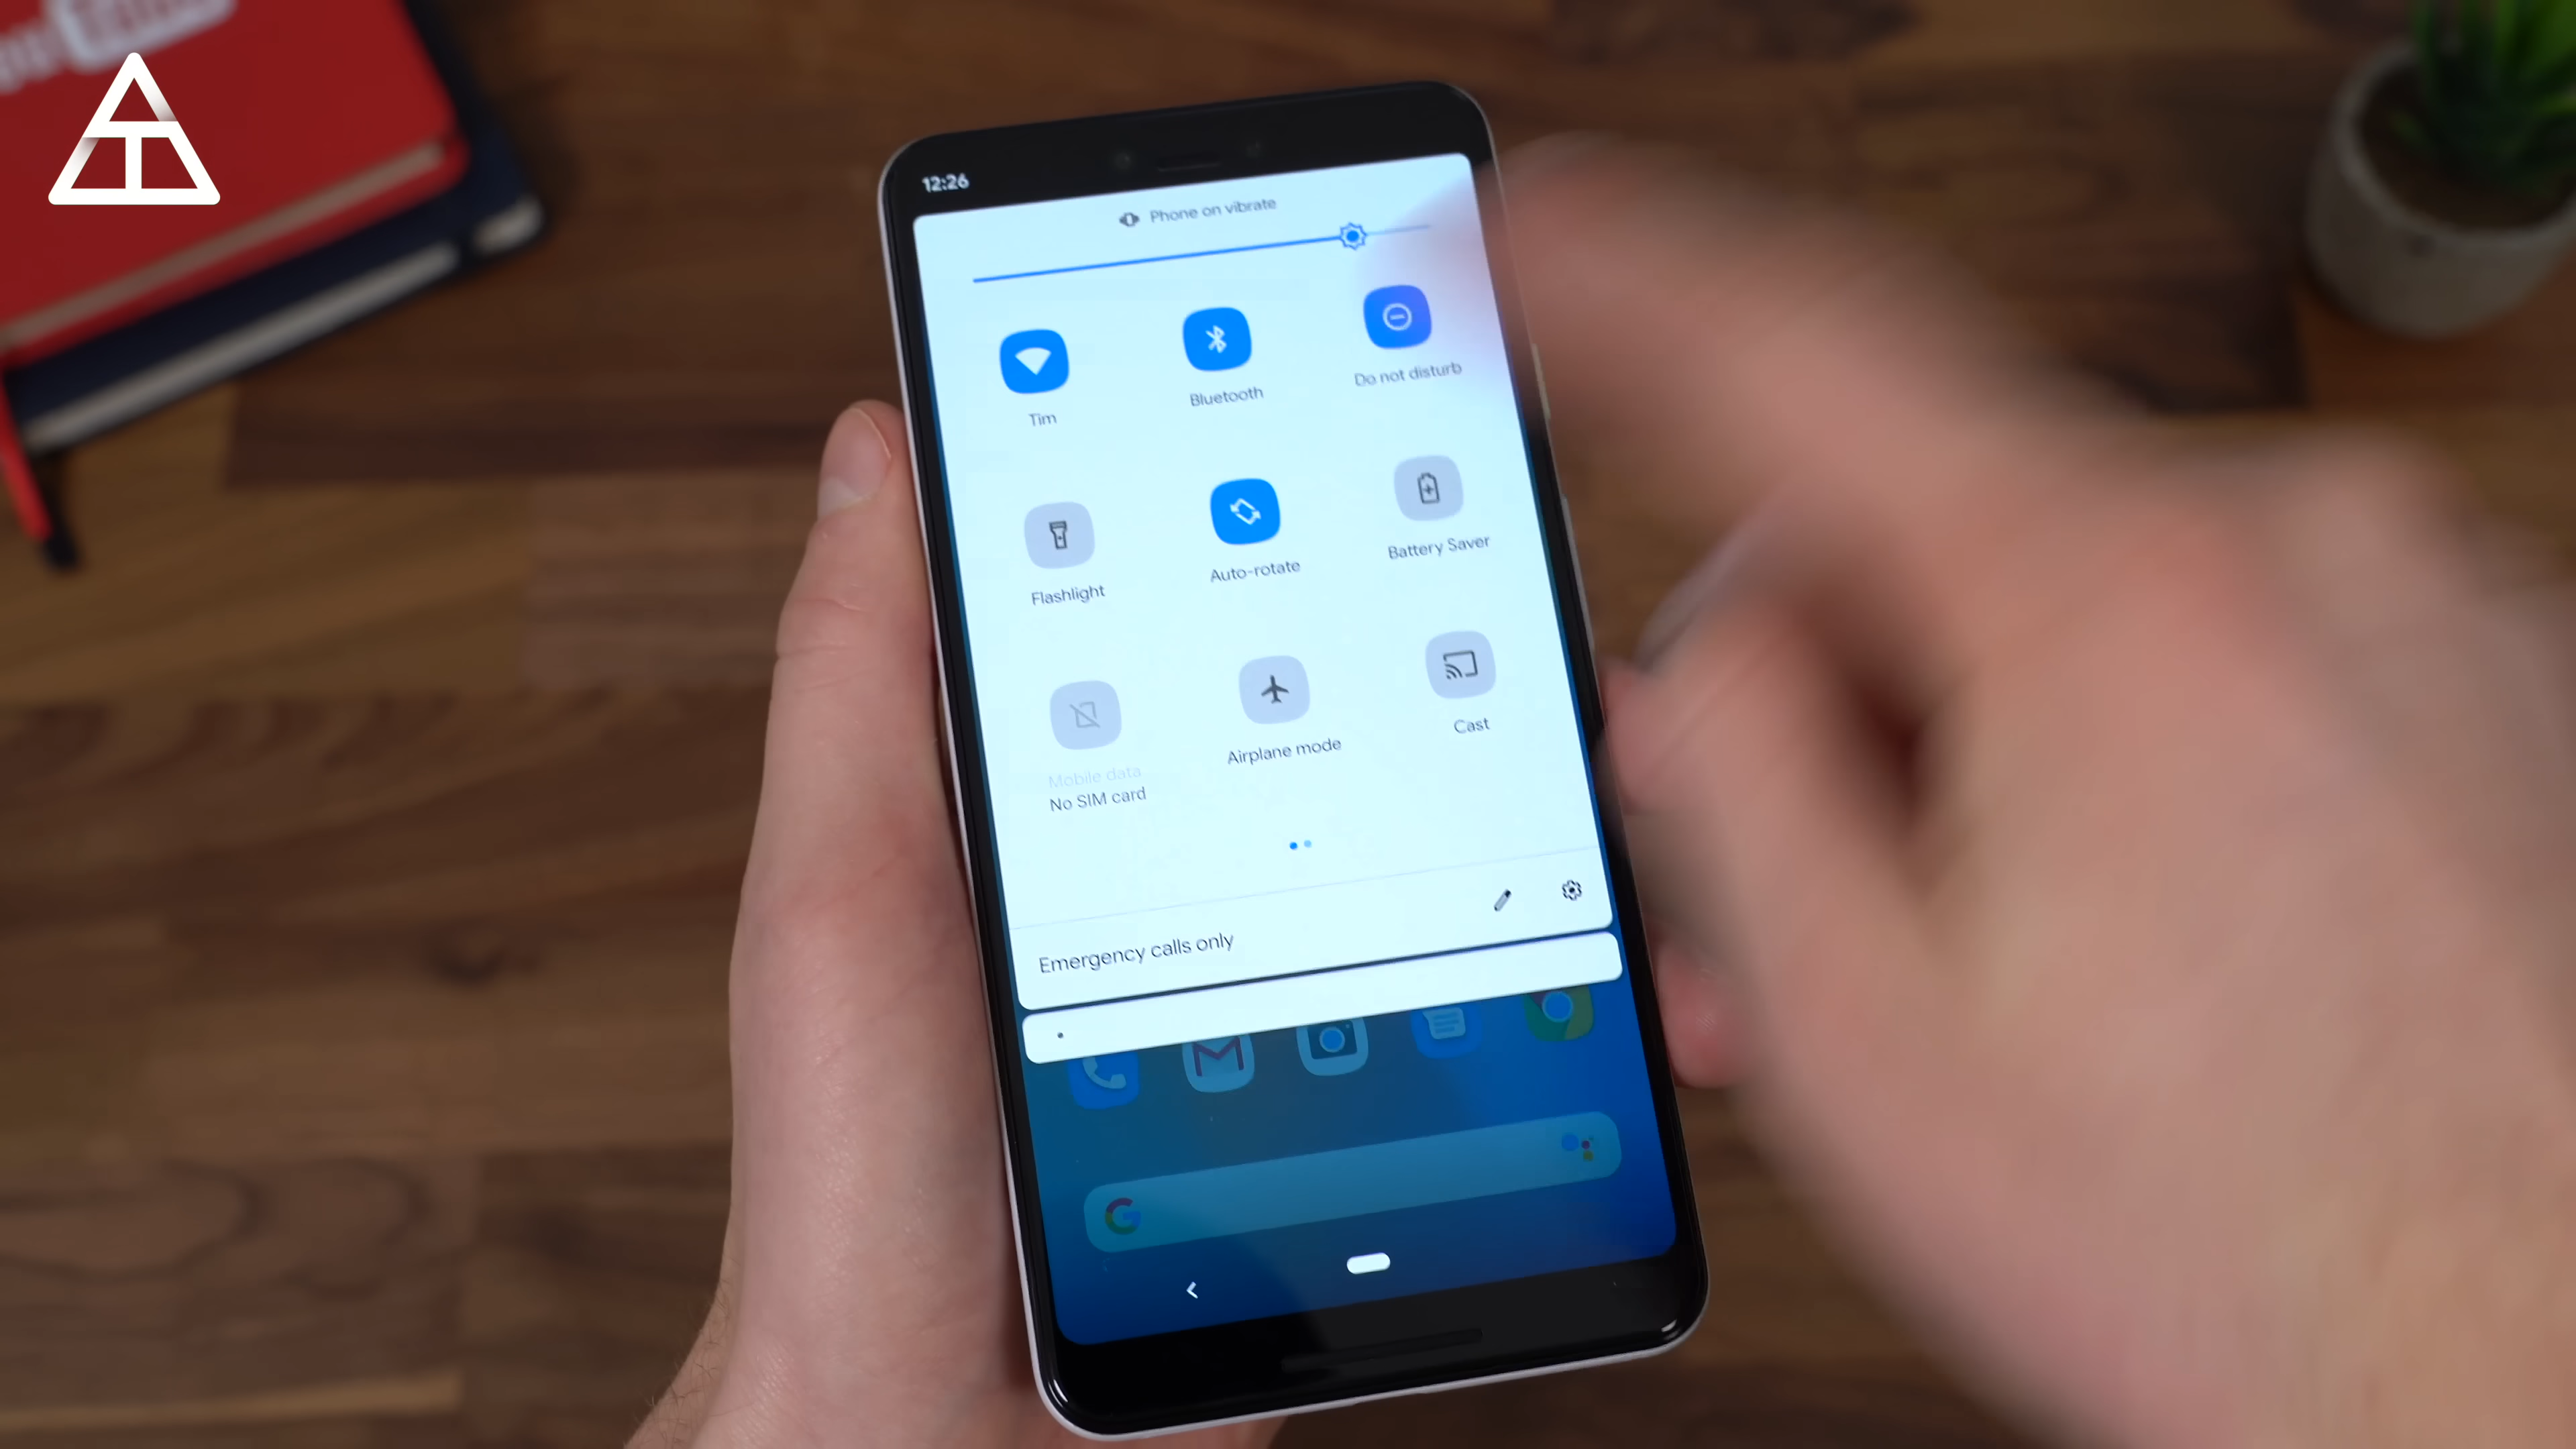 12:26
Phone on vibrate
Tim
Bluetooth
Do not disturb
Flashlight
Auto-rotate
Battery Saver
Mobile data
No SIM card
Airplane mode
Cast
Emergency calls only